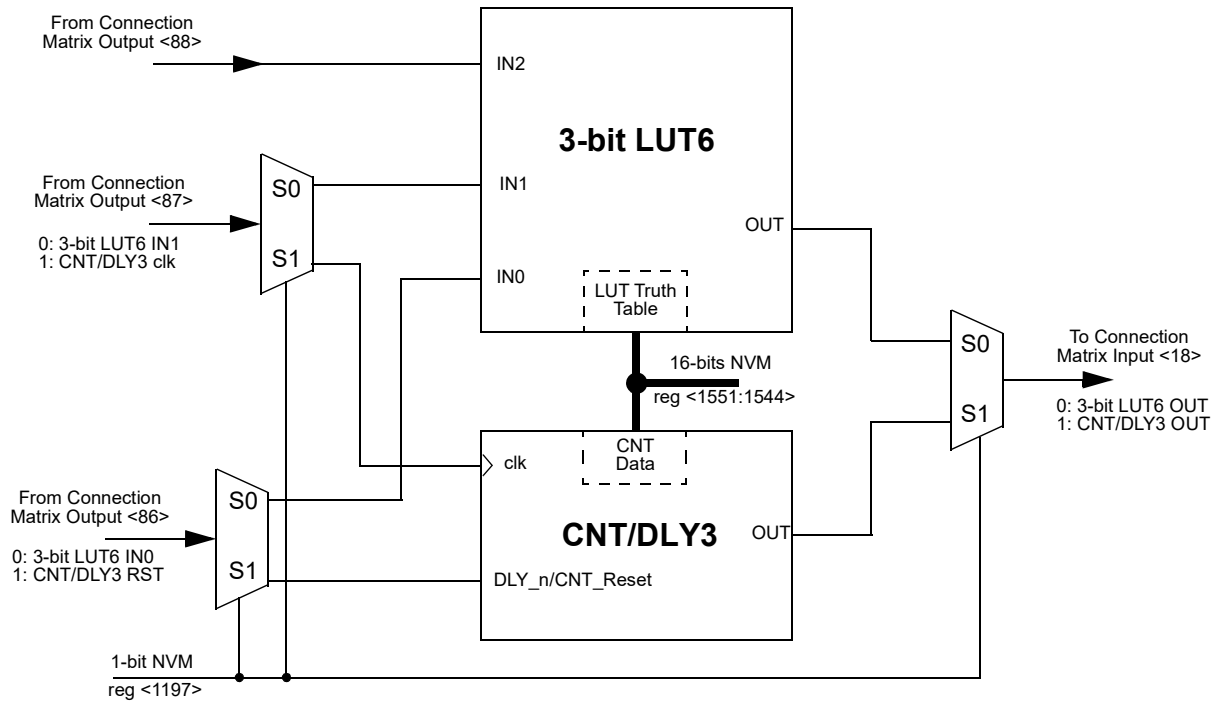 From Connection
Matrix Output <88>
IN2
3-bit LUT6
From Connection
Matrix Output <87>
S0
IN1
0: 3-bit LUT6 IN1
1: CNT/DLY3 clk
S1
OUT
IN0
LUT Truth
Table
S0
To Connection
Matrix Input <18>
16-bits NVM
reg <1551:1544>
0: 3-bit LUT6 OUT
1: CNT/DLY3 OUT
S1
CNT
Data
clk
From Connection
Matrix Output <86>
S0
CNT/DLY3
OUT
0: 3-bit LUT6 IN0
1: CNT/DLY3 RST
S1
DLY_n/CNT_Reset
1-bit NVM
reg <1197>